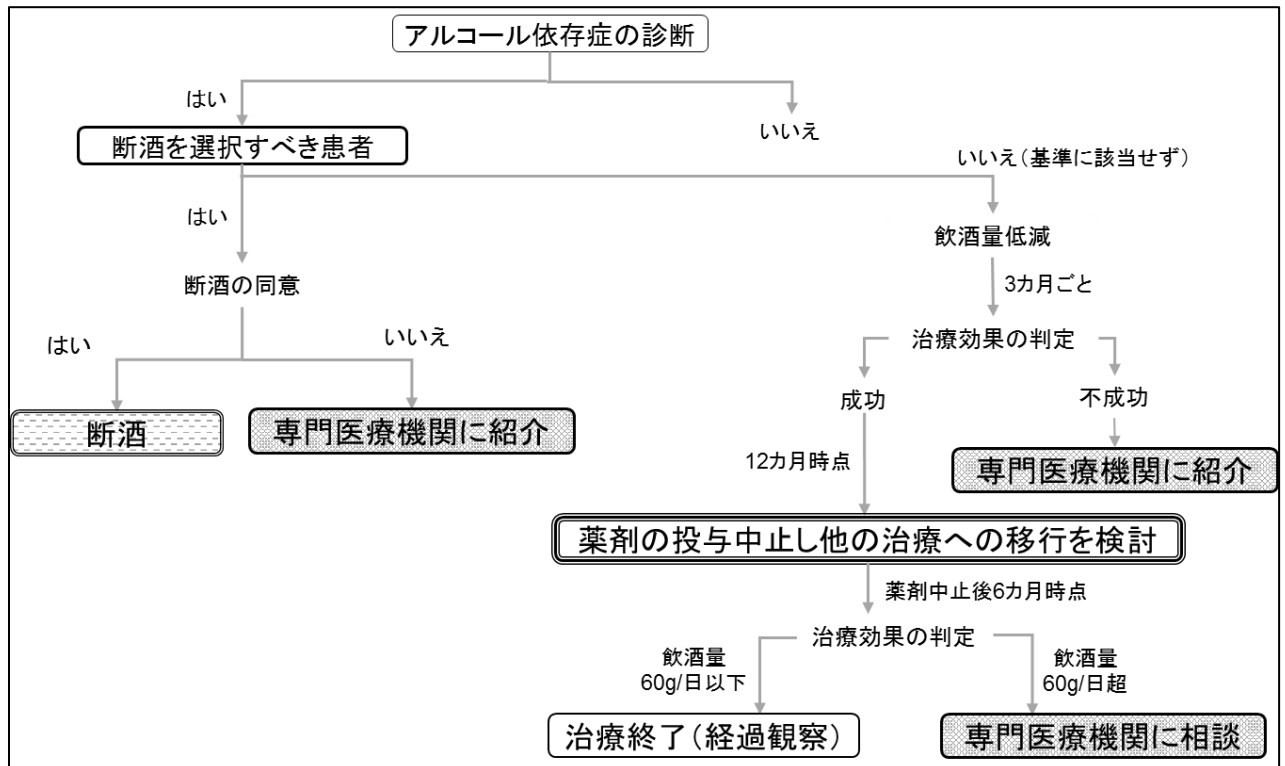 アルコール依存症の診断
はい
いいえ
断酒を選択すべき患者
いいえ（基準に該当せず）
はい
飲酒量低減
断酒の同意
3カ月ごと
はい
いいえ
治療効果の判定
成功
不成功
断酒
専門医療機関に紹介
12カ月時点
専門医療機関に紹介
薬剤の投与中止し他の治療への移行を検討
薬剤中止後6カ月時点
治療効果の判定
飲酒量
60g/日以下
飲酒量
60g/日超
治療終了（経過観察）
専門医療機関に相談